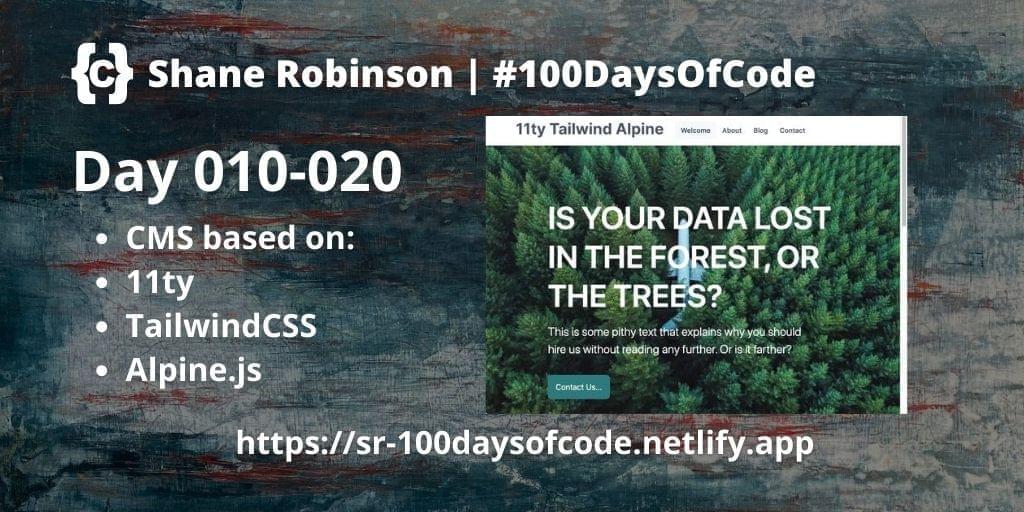 {C} Shane Robinson | #100DaysOfCode
Day 010-020
• CMS based on:
• 11ty
• TailwindCSS
• Alpine.js
11ty Tailwind Alpine Welcome About Blog Contact
IS YOUR DATA LOST
IN THE FOREST, OR
THE TREES?
This is some pithy text that explains why you should
hire us without reading any further. Or is it farther?
Contact Us...
https://sr-100daysofcode.netlify.app